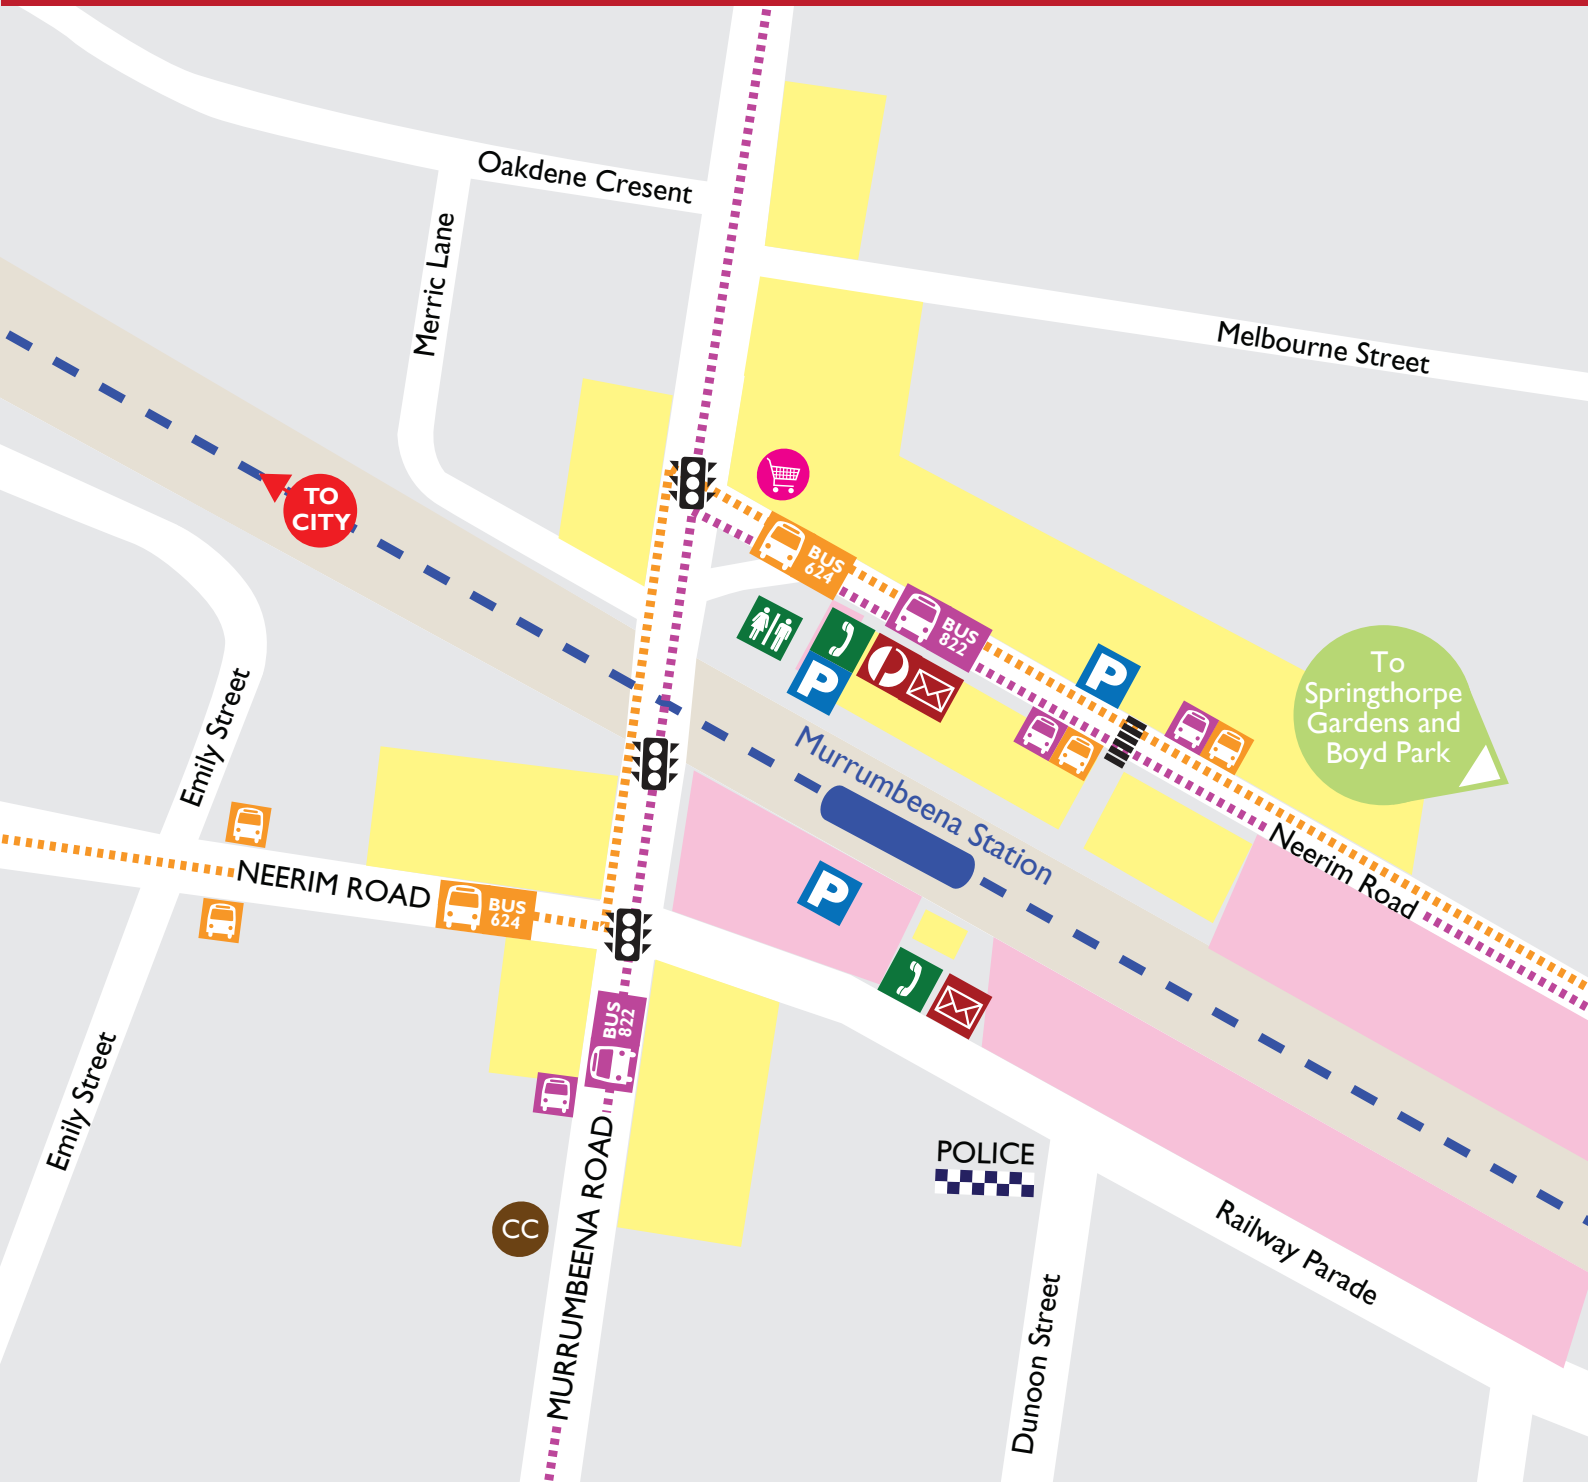 Oakdene Cresent
Merric Lane
Melbourne Street
TO
CITY
BUS
624
BUS
822
P
P
To
Springthorpe
Gardens and
Boyd Park
Emily Street
Murrumbeena Station
Neerim Road
NEERIM ROAD
BUS
624
P
BUS
822
Emily Street
MURRUMBEENA ROAD
POLICE
CC
Railway Parade
Dunoon Street